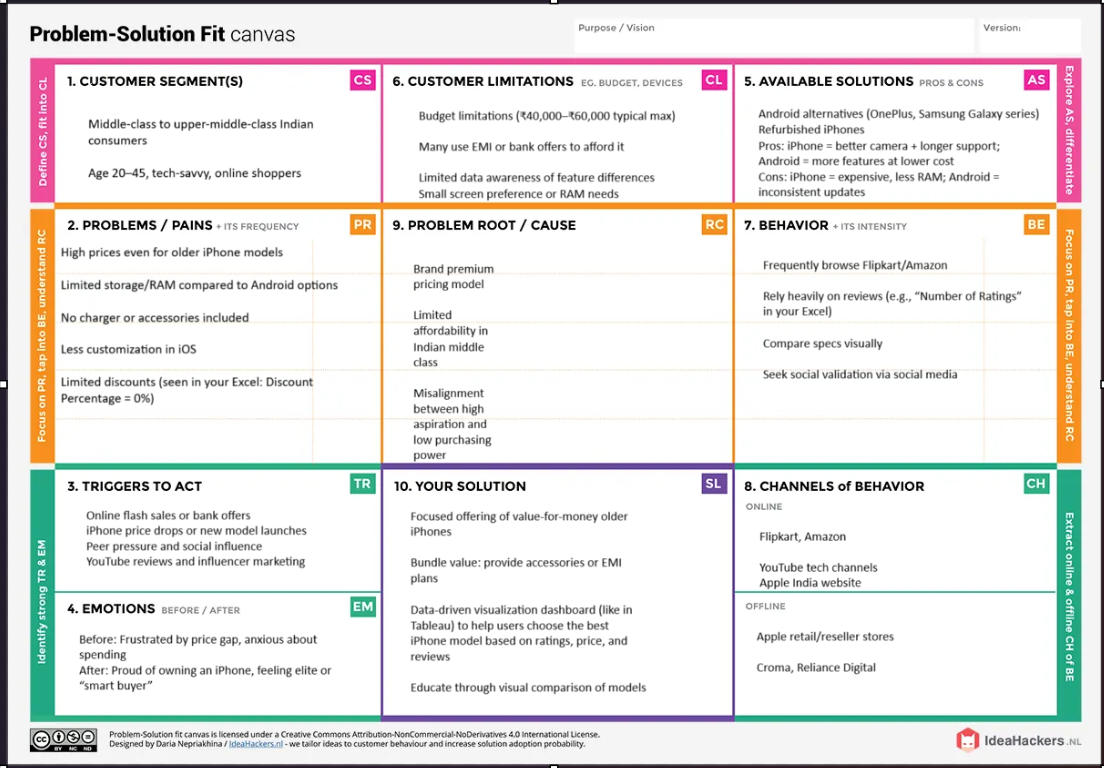 Problem-Solution Fit canvas
Purpose / Vision
Version:
Define CS, fit into CL
1. CUSTOMER SEGMENT(S)
CS
Middle-class to upper-middle-class Indian
consumers
Age 20–45, tech-savvy, online shoppers
6. CUSTOMER LIMITATIONS EG. BUDGET, DEVICES
CL
Budget limitations (₹40,000–₹60,000 typical max)
Many use EMI or bank offers to afford it
Limited data awareness of feature differences
Small screen preference or RAM needs
5. AVAILABLE SOLUTIONS PROS & CONS
AS
Android alternatives (OnePlus, Samsung Galaxy series)
Refurbished iPhones
Pros: iPhone = better camera + longer support;
Android = more features at lower cost
Cons: iPhone = expensive, less RAM; Android =
inconsistent updates
Explore AS, differentiate
Focus on PR, tap into BE, understand RC
2. PROBLEMS / PAINS + ITS FREQUENCY
PR
High prices even for older iPhone models
Limited storage/RAM compared to Android options
No charger or accessories included
Less customization in iOS
Limited discounts (seen in your Excel: Discount
Percentage = 0%)
9. PROBLEM ROOT / CAUSE
RC
Brand premium
pricing model
Limited
affordability in
Indian middle
class
Misalignment
between high
aspiration and
low purchasing
power
7. BEHAVIOR + ITS INTENSITY
BE
Frequently browse Flipkart/Amazon
Rely heavily on reviews (e.g., “Number of Ratings”
in your Excel)
Compare specs visually
Seek social validation via social media
Focus on PR, tap into BE, understand RC
Identify strong TR & EM
3. TRIGGERS TO ACT
TR
Online flash sales or bank offers
iPhone price drops or new model launches
Peer pressure and social influence
YouTube reviews and influencer marketing
4. EMOTIONS BEFORE / AFTER
EM
Before: Frustrated by price gap, anxious about
spending
After: Proud of owning an iPhone, feeling elite or
“smart buyer”
10. YOUR SOLUTION
SL
Focused offering of value-for-money older
iPhones
Bundle value: provide accessories or EMI
plans
Data-driven visualization dashboard (like in
Tableau) to help users choose the best
iPhone model based on ratings, price, and
reviews
Educate through visual comparison of models
8. CHANNELS of BEHAVIOR
CH
ONLINE
Flipkart, Amazon
YouTube tech channels
Apple India website
OFFLINE
Apple retail/reseller stores
Croma, Reliance Digital
Extract online & offline CH of BE
CC BY NC ND
Problem-Solution fit canvas is licensed under a Creative Commons Attribution-NonCommercial-NoDerivatives 4.0 International License.
Designed by Daria Nepriakhina / IdeaHackers.nl - we tailor ideas to customer behaviour and increase solution adoption probability.
IdeaHackers.NL